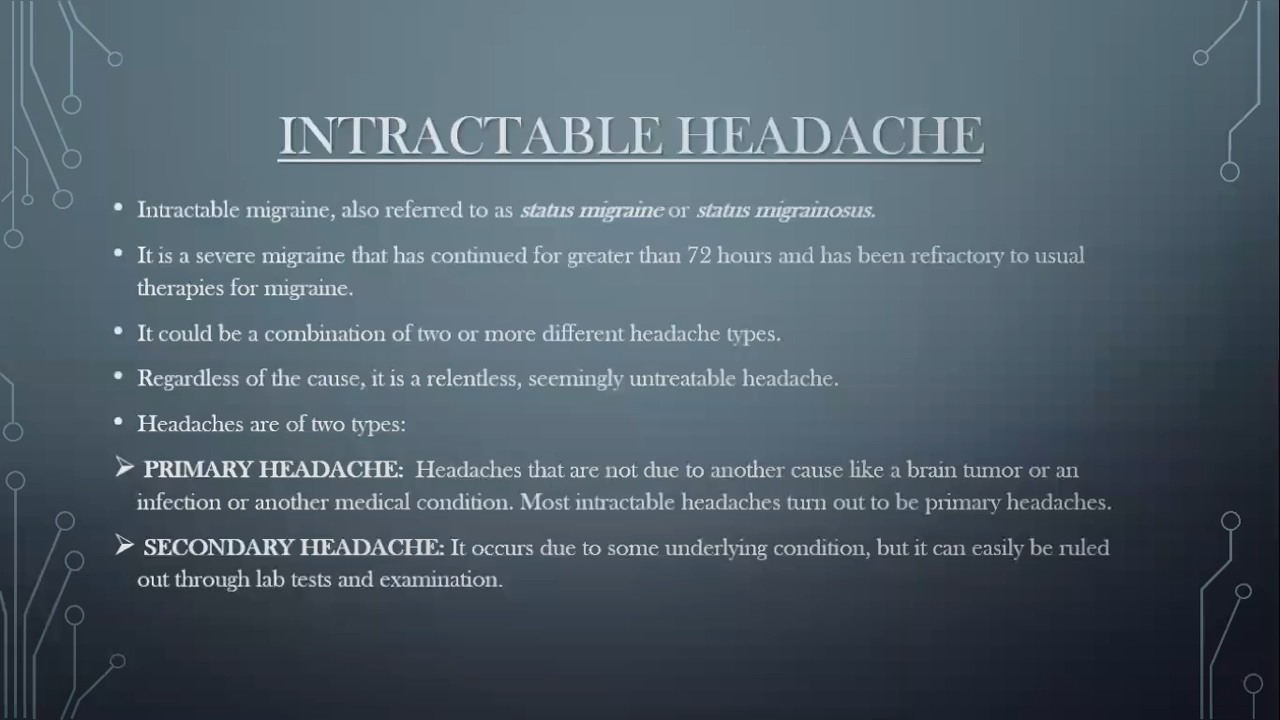 INTRACTABLE HEADACHE
• Intractable migraine, also referred to as status migraine or status migrainosus.
• It is a severe migraine that has continued for greater than 72 hours and has been refractory to usual
therapies for migraine.
• It could be a combination of two or more different headache types.
• Regardless of the cause, it is a relentless, seemingly untreatable headache.
• Headaches are of two types:
➢ PRIMARY HEADACHE: Headaches that are not due to another cause like a brain tumor or an
infection or another medical condition. Most intractable headaches turn out to be primary headaches.
➢ SECONDARY HEADACHE: It occurs due to some underlying condition, but it can easily be ruled
out through lab tests and examination.